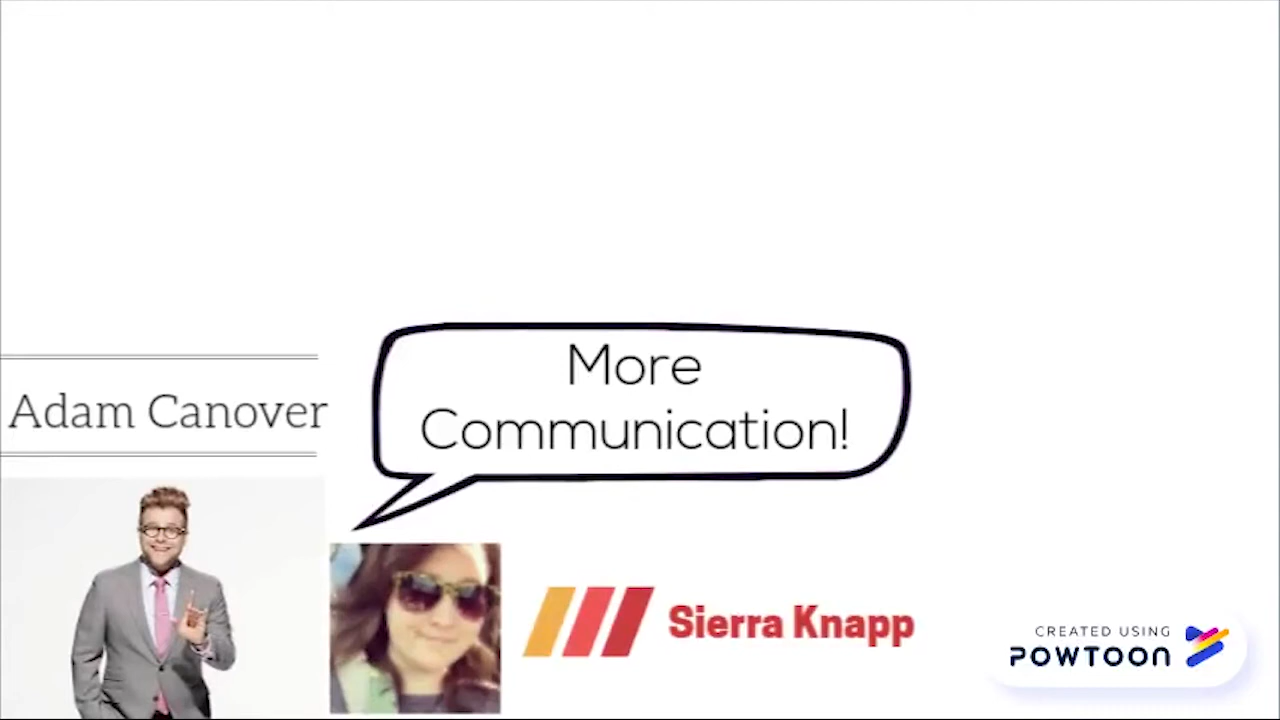 More
Communication!
Adam Canover
Sierra Knapp
CREATED USING
POWTOON